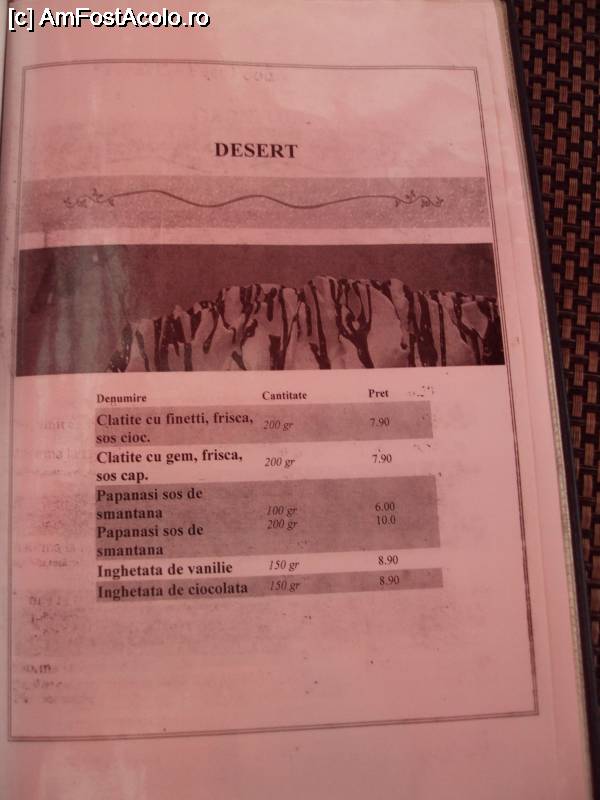 [c] AmFostAcolo.ro
DESERT
Denumire Cantitate Pret
Clatite cu finetti, frisca, 200 gr 7.90
sos cioc.
Clatite cu gem, frisca, 200 gr 7.90
sos cap.
Papanasi sos de
smantana 100 gr 6.00
Papanasi sos de 200 gr 10.0
smantana
Inghetata de vanilie 150 gr 8.90
Inghetata de ciocolata 150 gr 8.90